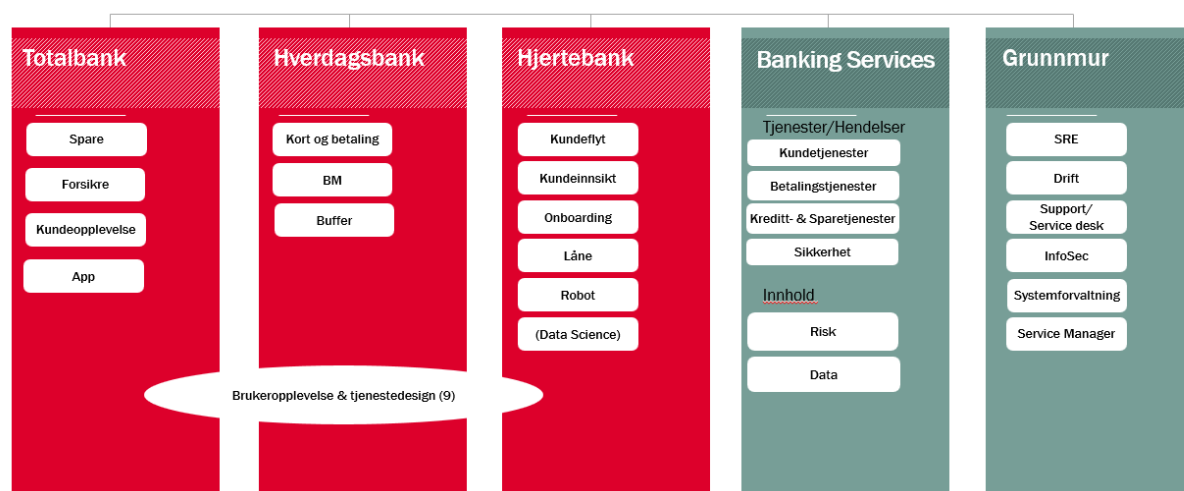 Totalbank
Spare
Forsikre
Kundeopplevelse
App
Hverdagsbank
Kort og betaling
BM
Buffer
Hjertebank
Kundeflyt
Kundeinnsikt
Onboarding
Låne
Robot
(Data Science)
Brukeropplevelse & tjenestedesign (9)
Banking Services
Tjenester/Hendelser
Kundetjenester
Betalingstjenester
Kreditt- & Sparetjenester
Sikkerhet
Innhold
Risk
Data
Grunnmur
SRE
Drift
Support/
Service desk
InfoSec
Systemforvaltning
Service Manager